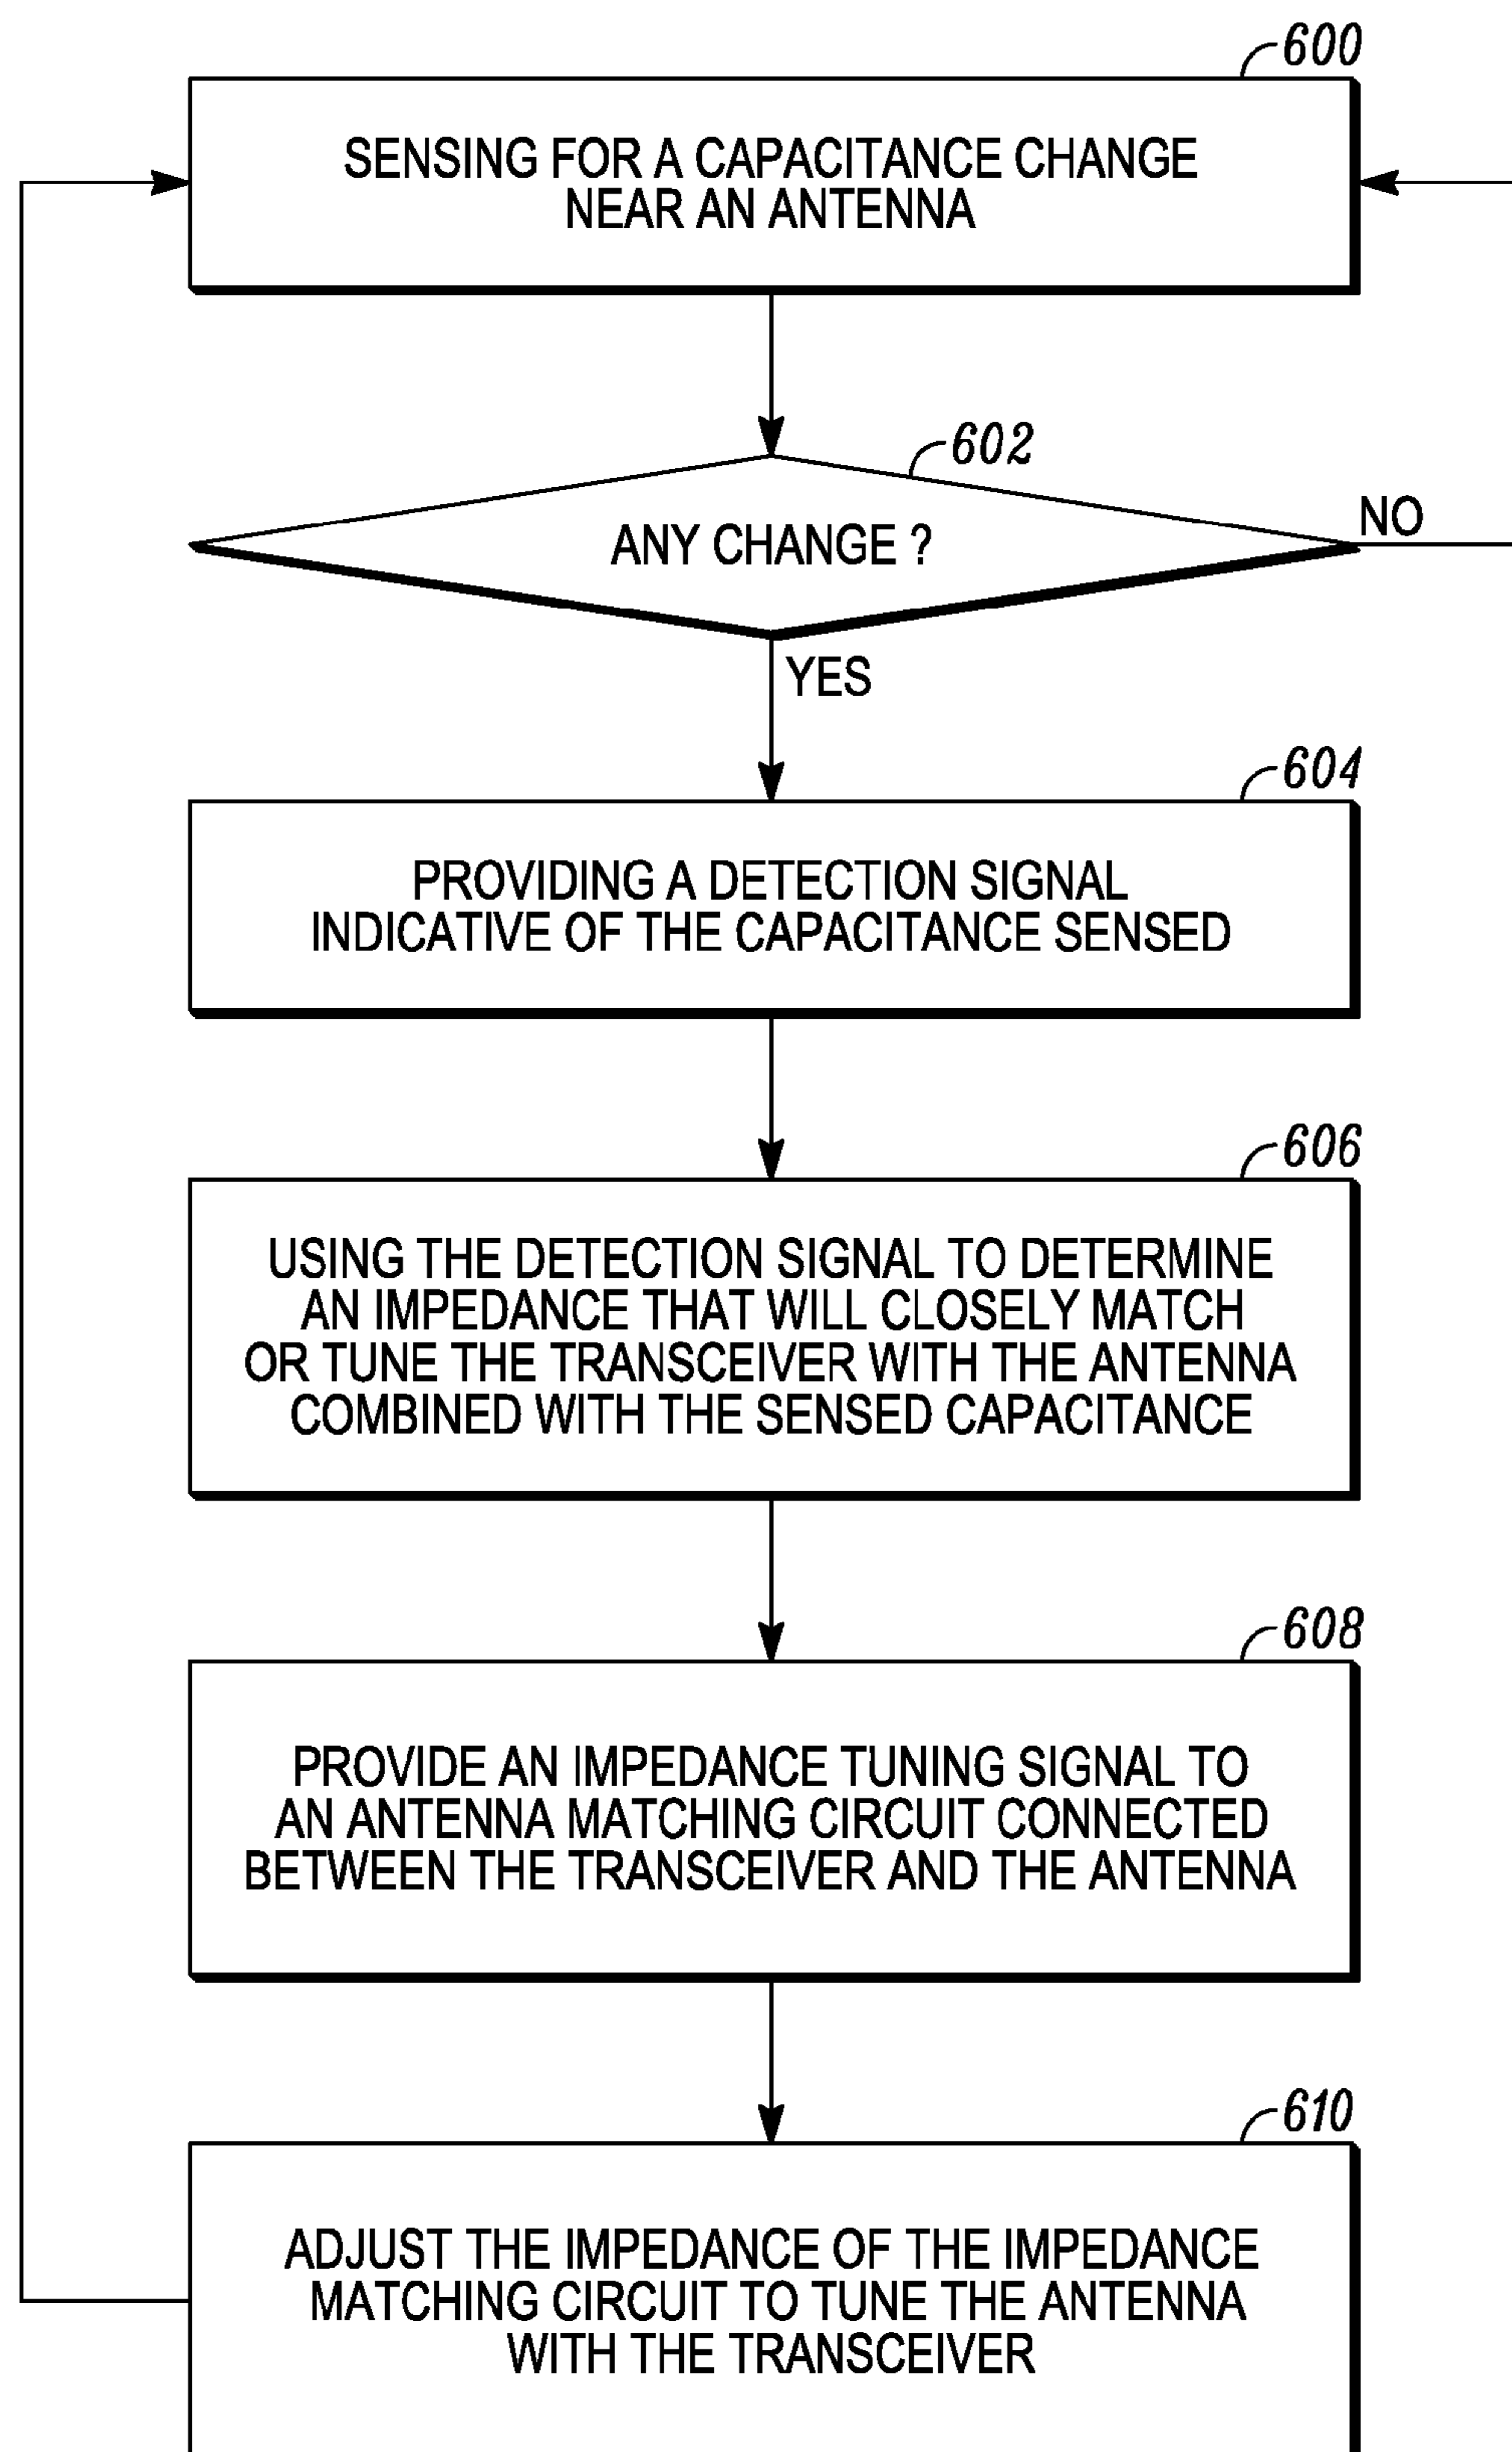 600
SENSING FOR A CAPACITANCE CHANGE
NEAR AN ANTENNA
602
ANY CHANGE ?
NO
YES
604
PROVIDING A DETECTION SIGNAL
INDICATIVE OF THE CAPACITANCE SENSED
606
USING THE DETECTION SIGNAL TO DETERMINE
AN IMPEDANCE THAT WILL CLOSELY MATCH
OR TUNE THE TRANSCEIVER WITH THE ANTENNA
COMBINED WITH THE SENSED CAPACITANCE
608
PROVIDE AN IMPEDANCE TUNING SIGNAL TO
AN ANTENNA MATCHING CIRCUIT CONNECTED
BETWEEN THE TRANSCEIVER AND THE ANTENNA
610
ADJUST THE IMPEDANCE OF THE IMPEDANCE
MATCHING CIRCUIT TO TUNE THE ANTENNA
WITH THE TRANSCEIVER